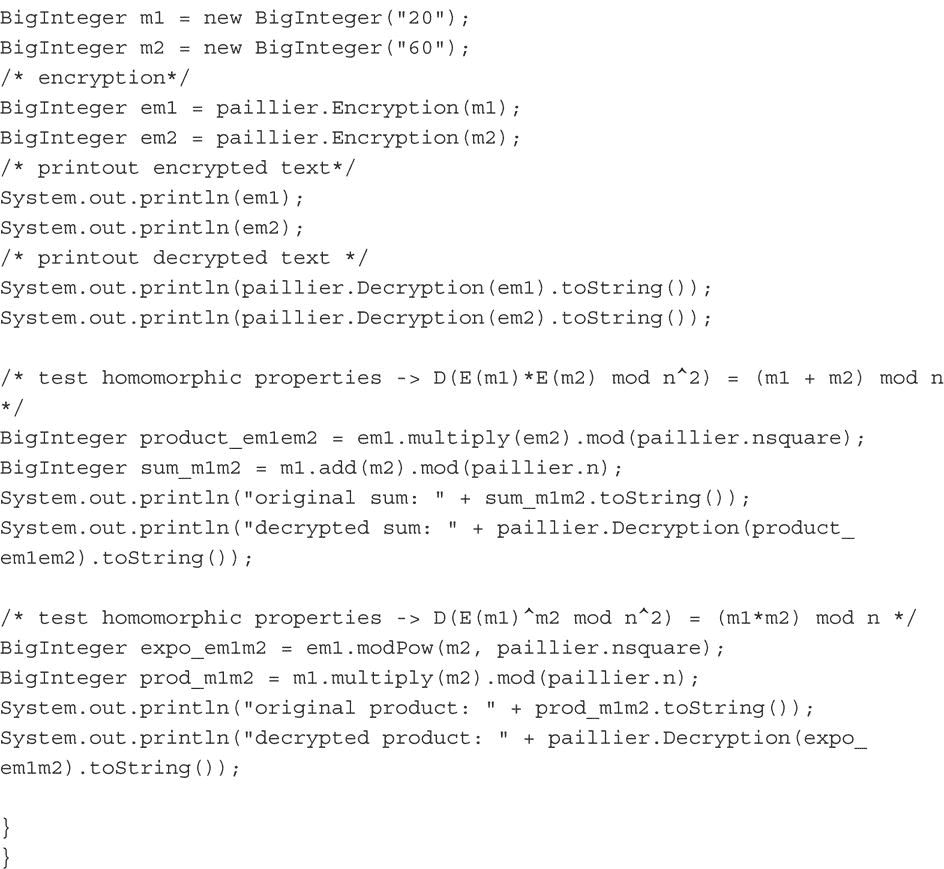 BigInteger m1 = new BigInteger("20");
BigInteger m2 = new BigInteger("60");
/* encryption*/
BigInteger em1 = paillier.Encryption(m1);
BigInteger em2 = paillier.Encryption(m2);
/* printout encrypted text*/
System.out.println(em1);
System.out.println(em2);
/* printout decrypted text */
System.out.println(paillier.Decryption(em1).toString());
System.out.println(paillier.Decryption(em2).toString());

/* test homomorphic properties -> D(E(m1)*E(m2) mod n^2) = (m1 + m2) mod n
*/
BigInteger product_em1em2 = em1.multiply(em2).mod(paillier.nsquare);
BigInteger sum_m1m2 = m1.add(m2).mod(paillier.n);
System.out.println("original sum: " + sum_m1m2.toString());
System.out.println("decrypted sum: " + paillier.Decryption(product_
em1em2).toString());

/* test homomorphic properties -> D(E(m1)^m2 mod n^2) = (m1*m2) mod n */
BigInteger expo_em1m2 = em1.modPow(m2, paillier.nsquare);
BigInteger prod_m1m2 = m1.multiply(m2).mod(paillier.n);
System.out.println("original product: " + prod_m1m2.toString());
System.out.println("decrypted product: " + paillier.Decryption(expo_
em1m2).toString());

}
}